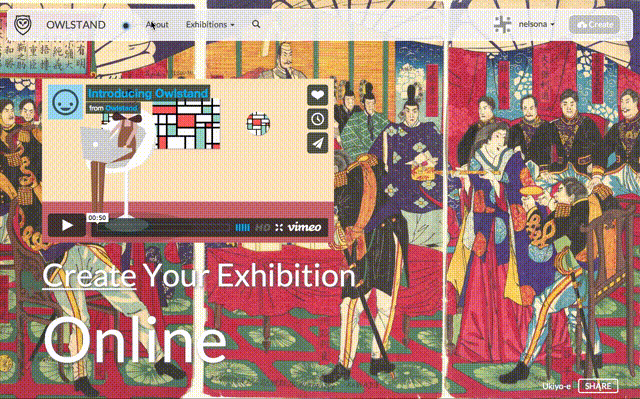 OWLSTAND
About
Exhibitions
nelsona
Create
Introducing Owlstand
from Owlstand
00:50
HD
vimeo
Create Your Exhibition
Online
Ukiyo-e
SHARE